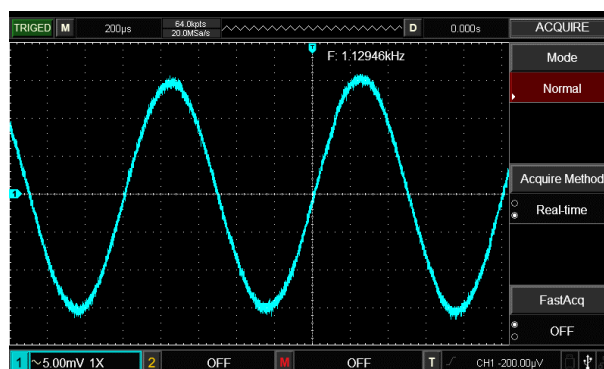 TRIGED M 200μs 64.0kpts D 0.000s ACQUIRE
20.0MSa/s
T
F: 1.12946kHz
Mode
Normal
1
Acquire Method
Real-time
FastAcq
OFF
1 ~5.00mV 1X 2 OFF M OFF T CH1 -200.00μV